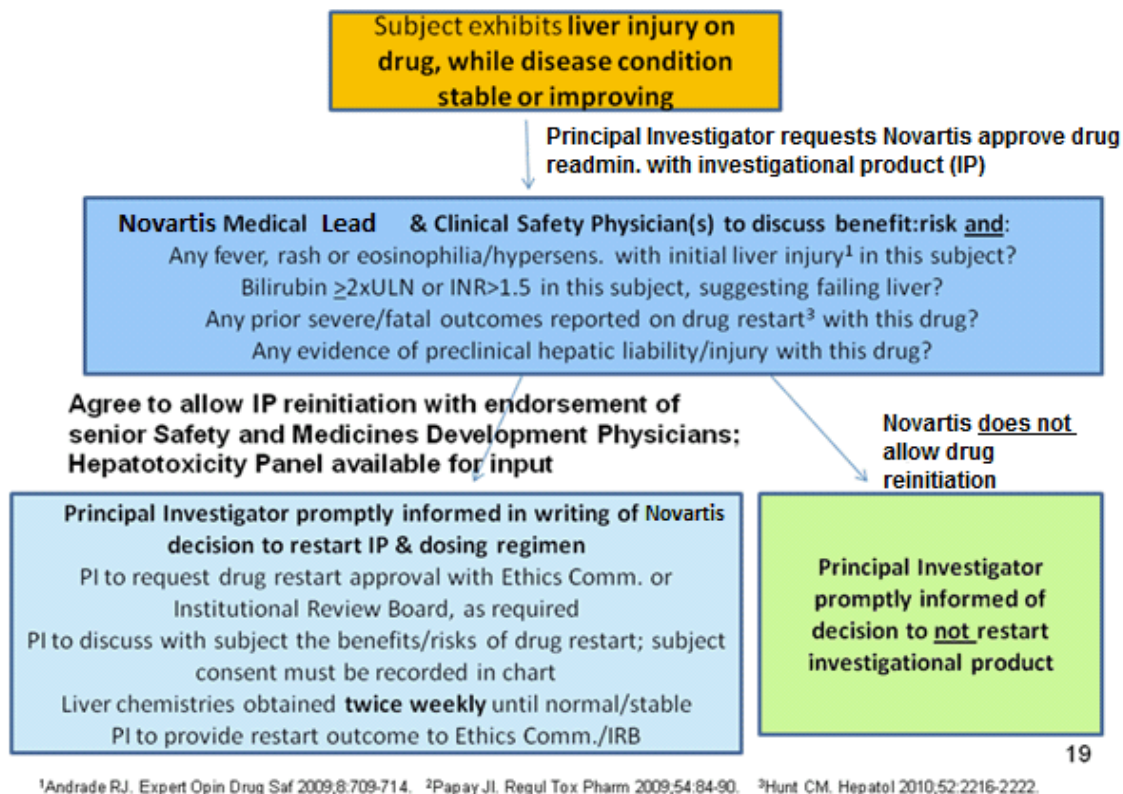 Subject exhibits liver injury on
drug, while disease condition
stable or improving
Principal Investigator requests Novartis approve drug
readmin. with investigational product (IP)
Novartis Medical Lead & Clinical Safety Physician(s) to discuss benefit:risk and:
Any fever, rash or eosinophilia/hypersens. with initial liver injury¹ in this subject?
Bilirubin ≥2xULN or INR>1.5 in this subject, suggesting failing liver?
Any prior severe/fatal outcomes reported on drug restart³ with this drug?
Any evidence of preclinical hepatic liability/injury with this drug?
Agree to allow IP reinitiation with endorsement of
senior Safety and Medicines Development Physicians;
Hepatotoxicity Panel available for input
Novartis does not
allow drug
reinitiation
Principal Investigator promptly informed in writing of Novartis
decision to restart IP & dosing regimen
PI to request drug restart approval with Ethics Comm. or
Institutional Review Board, as required
PI to discuss with subject the benefits/risks of drug restart; subject
consent must be recorded in chart
Liver chemistries obtained twice weekly until normal/stable
PI to provide restart outcome to Ethics Comm./IRB
Principal Investigator
promptly informed of
decision to not restart
investigational product
19
¹Andrade RJ. Expert Opin Drug Saf 2009;8:709-714. ²Papay JI. Regul Tox Pharm 2009;54:84-90. ³Hunt CM. Hepatol 2010;52:2216-2222.